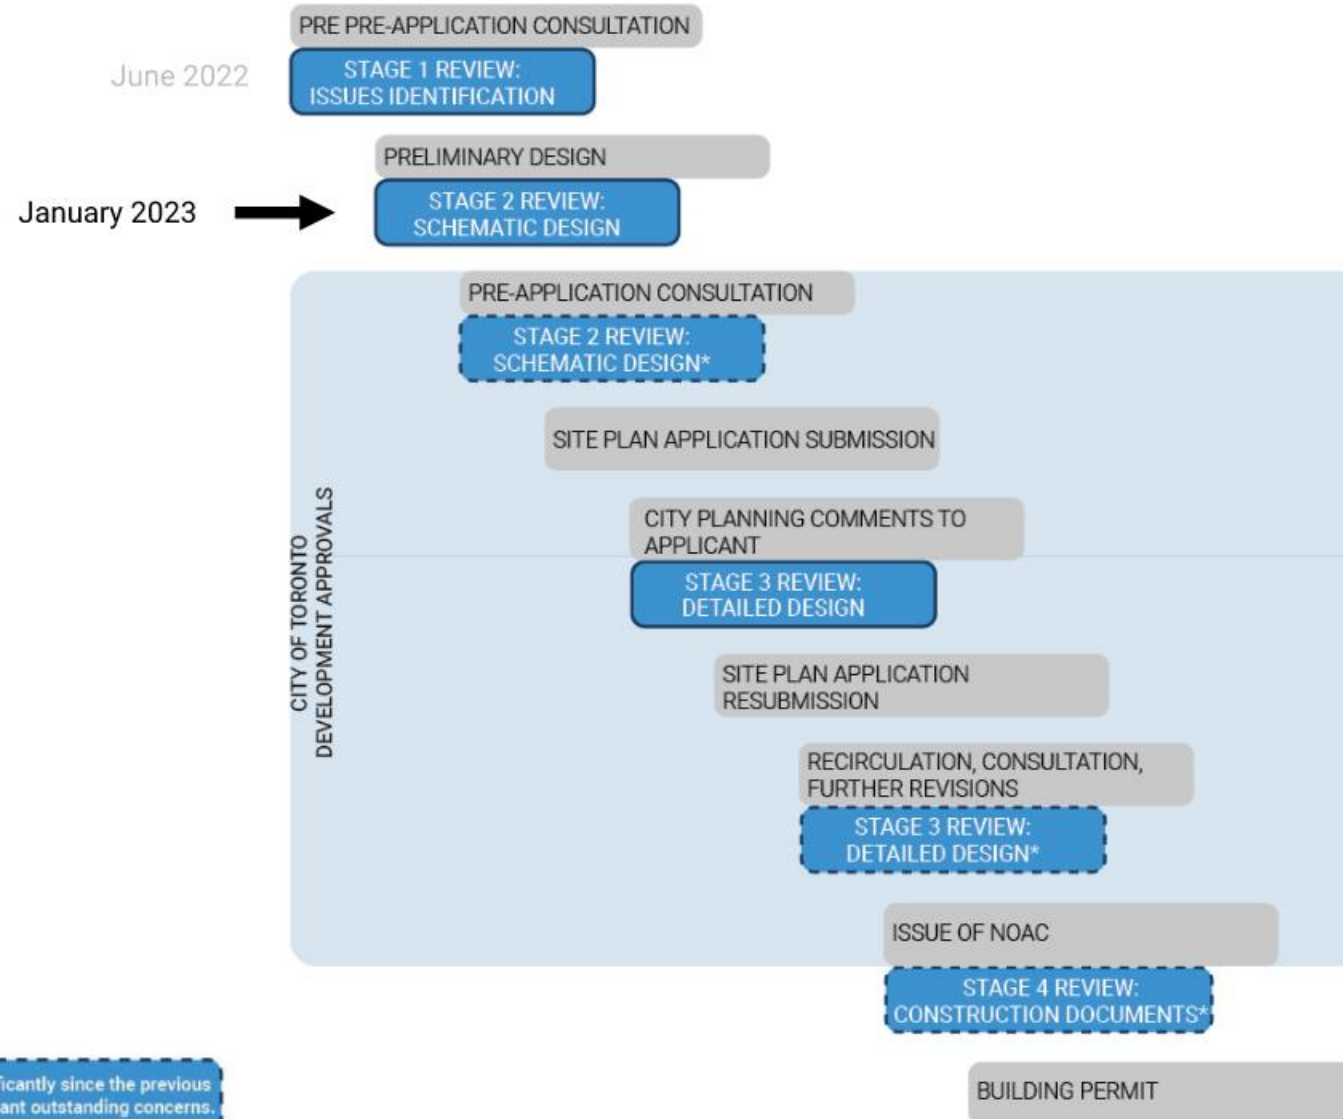 PRE PRE-APPLICATION CONSULTATION
June 2022
STAGE 1 REVIEW:
ISSUES IDENTIFICATION
PRELIMINARY DESIGN
January 2023
STAGE 2 REVIEW:
SCHEMATIC DESIGN
PRE-APPLICATION CONSULTATION
STAGE 2 REVIEW:
SCHEMATIC DESIGN*
SITE PLAN APPLICATION SUBMISSION
CITY OF TORONTO
DEVELOPMENT APPROVALS
CITY PLANNING COMMENTS TO
APPLICANT
STAGE 3 REVIEW:
DETAILED DESIGN
SITE PLAN APPLICATION
RESUBMISSION
RECIRCULATION, CONSULTATION,
FURTHER REVISIONS
STAGE 3 REVIEW:
DETAILED DESIGN*
ISSUE OF NOAC
STAGE 4 REVIEW:
CONSTRUCTION DOCUMENTS*
since the previous
outstanding concerns.
BUILDING PERMIT